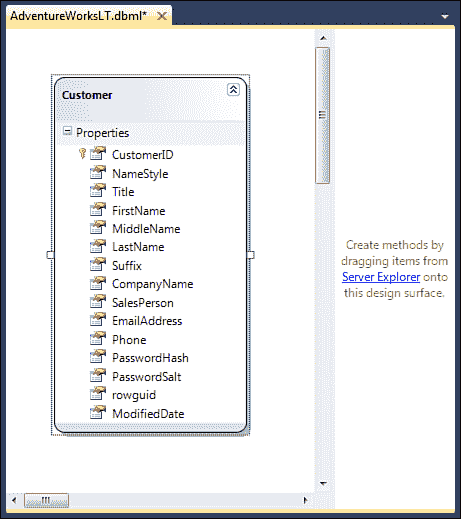 AdventureWorksLT.dbml*
Customer
Properties
CustomerID
NameStyle
Title
FirstName
MiddleName
LastName
Suffix
CompanyName
SalesPerson
EmailAddress
Phone
PasswordHash
PasswordSalt
rowguid
ModifiedDate
Create methods by
dragging items from
Server Explorer onto
this design surface.